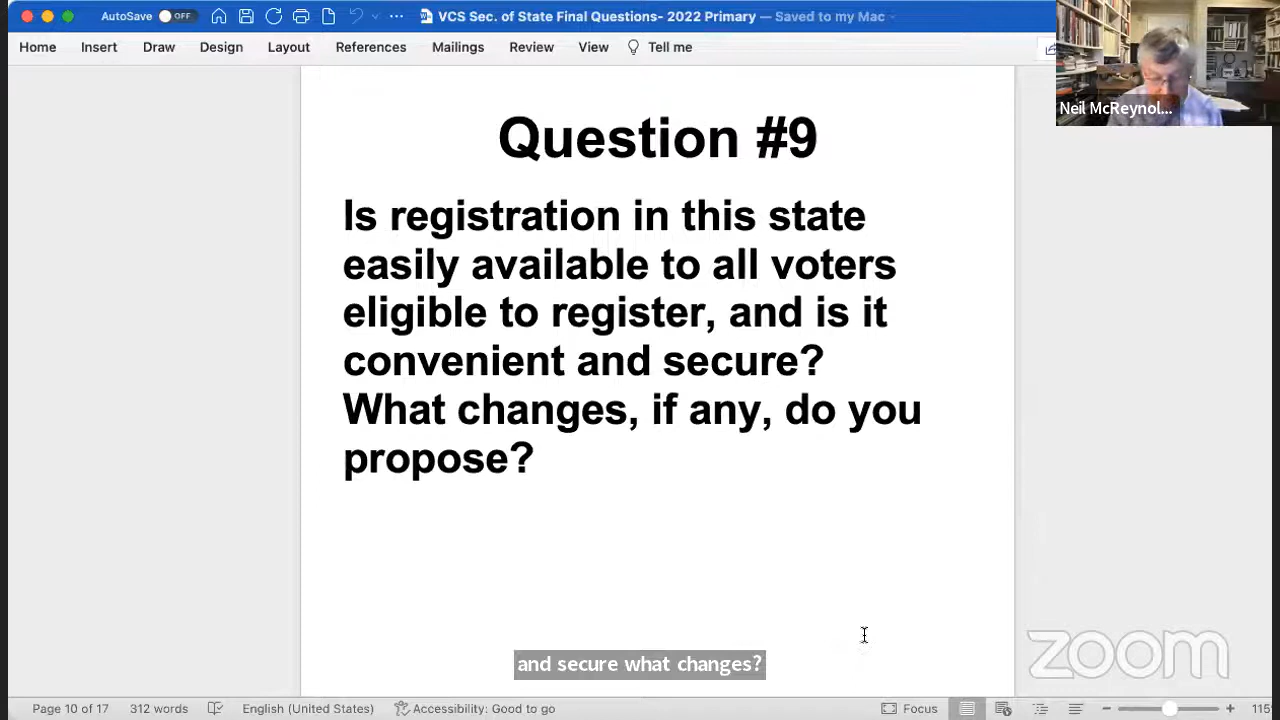 AutoSave OFF
VCS Sec. of State Final Questions- 2022 Primary — Saved to my Mac
Home Insert Draw Design Layout References Mailings Review View Tell me
Neil McReynol...
Question #9
Is registration in this state
easily available to all voters
eligible to register, and is it
convenient and secure?
What changes, if any, do you
propose?
zoom
and secure what changes?
Page 10 of 17 312 words English (United States) Accessibility: Good to go Focus